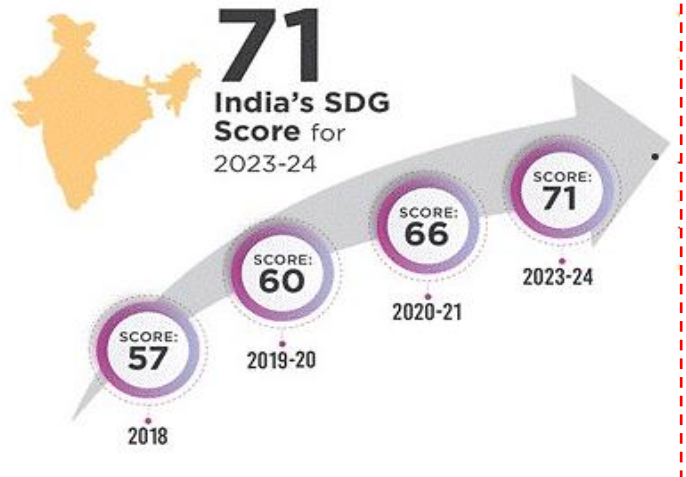 71
India's SDG
Score for
2023-24
SCORE:
57
2018
SCORE:
60
2019-20
SCORE:
66
2020-21
SCORE:
71
2023-24